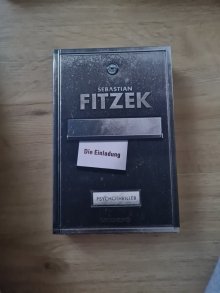 SEBASTIAN
FITZEK
Die Einladung
PSYCHOTHRILLER